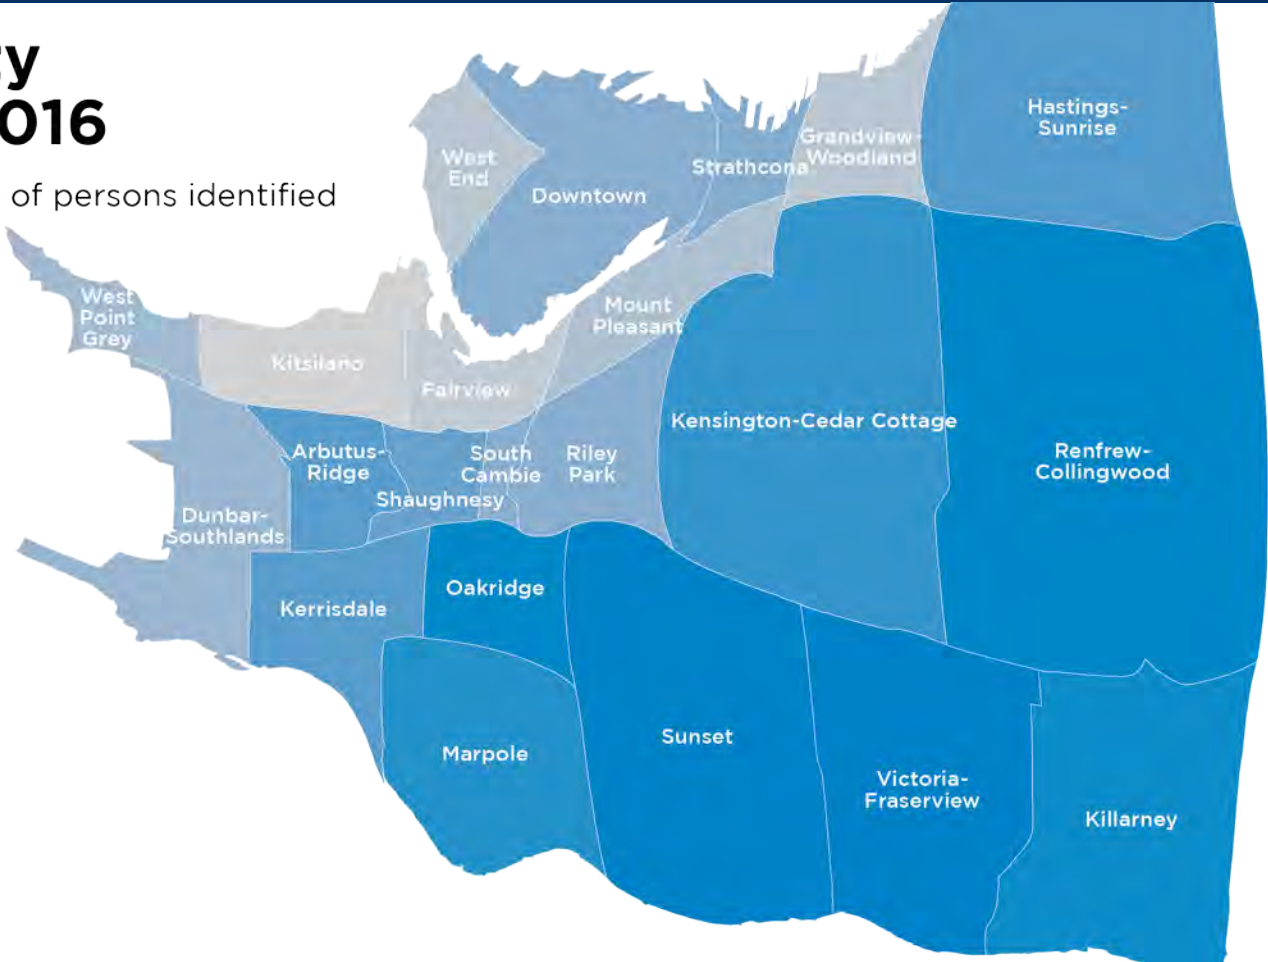 ty
016
of persons identified
Hastings-
Sunrise
Grandview-
Woodland
West
End
Strathcona
Downtown
West
Point
Grey
Mount
Pleasant
Kitsilano
Fairview
Kensington-Cedar Cottage
Renfrew-
Collingwood
Arbutus-
Ridge
South
Cambie
Riley
Park
Shaughnesy
Dunbar-
Southlands
Oakridge
Kerrisdale
Sunset
Marpole
Victoria-
Fraserview
Killarney